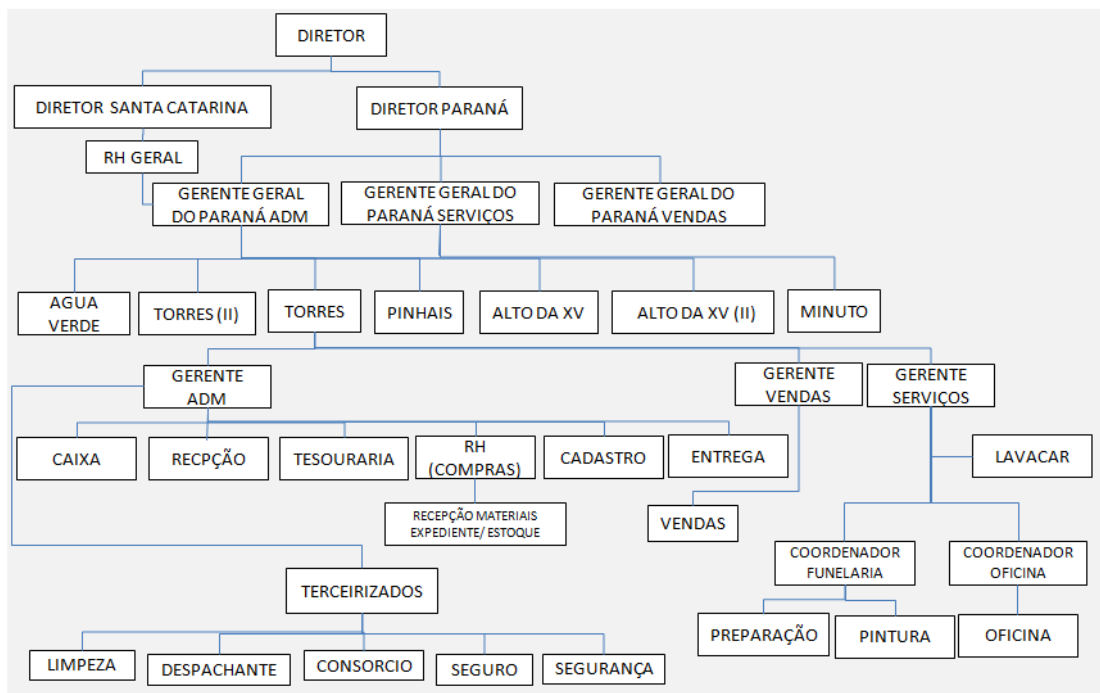 DIRETOR
DIRETOR SANTA CATARINA
DIRETOR PARANÁ
RH GERAL
GERENTE GERAL
DO PARANÁ ADM
GERENTE GERAL DO
PARANÁ SERVIÇOS
GERENTE GERAL DO
PARANÁ VENDAS
AGUA
VERDE
TORRES (II)
TORRES
PINHAIS
ALTO DA XV
ALTO DA XV (II)
MINUTO
GERENTE
ADM
GERENTE
VENDAS
GERENTE
SERVIÇOS
CAIXA
RECPÇÃO
TESOURARIA
RH
(COMPRAS)
CADASTRO
ENTREGA
LAVACAR
RECEPÇÃO MATERIAIS
EXPEDIENTE/ ESTOQUE
VENDAS
COORDENADOR
FUNELARIA
COORDENADOR
OFICINA
TERCEIRIZADOS
PREPARAÇÃO
PINTURA
OFICINA
LIMPEZA
DESPACHANTE
CONSORCIO
SEGURO
SEGURANÇA